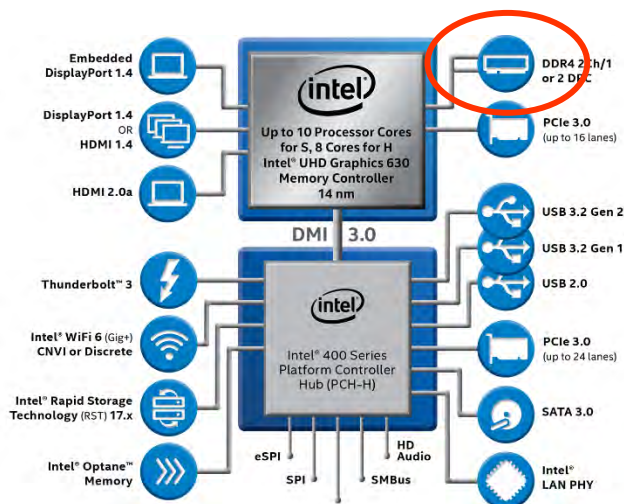 Embedded
DisplayPort 1.4
DisplayPort 1.4
OR
HDMI 1.4
HDMI 2.0a
intel
Up to 10 Processor Cores
for S, 8 Cores for H
Intel® UHD Graphics 630
Memory Controller
14 nm
DDR4 2Ch/1
or 2 DPC
PCIe 3.0
(up to 16 lanes)
DMI 3.0
USB 3.2 Gen 2
USB 3.2 Gen 1
USB 2.0
PCIe 3.0
(up to 24 lanes)
SATA 3.0
Intel®
LAN PHY
Thunderbolt™ 3
Intel® WiFi 6 (Gig+)
CNVI or Discrete
Intel® Rapid Storage
Technology (RST) 17.x
Intel® Optane™
Memory
intel
Intel® 400 Series
Platform Controller
Hub (PCH-H)
eSPI
SPI
SMBus
HD
Audio